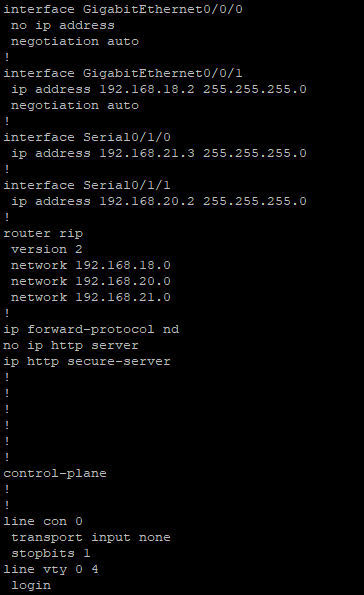 interface GigabitEthernet0/0/0
 no ip address
 negotiation auto
!
interface GigabitEthernet0/0/1
 ip address 192.168.18.2 255.255.255.0
 negotiation auto
!
interface Serial0/1/0
 ip address 192.168.21.3 255.255.255.0
!
interface Serial0/1/1
 ip address 192.168.20.2 255.255.255.0
!
router rip
 version 2
 network 192.168.18.0
 network 192.168.20.0
 network 192.168.21.0
!
ip forward-protocol nd
no ip http server
ip http secure-server
!
!
!
!
!
!
control-plane
!
!
line con 0
 transport input none
 stopbits 1
line vty 0 4
 login